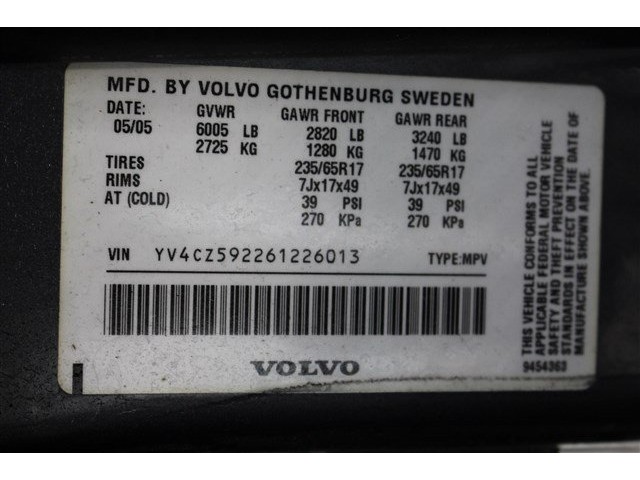 MFD. BY VOLVO GOTHENBURG SWEDEN
DATE: GVWR GAWR FRONT GAWR REAR
05/05 6005 LB 2820 LB 3240 LB
2725 KG 1280 KG 1470 KG
TIRES 235/65R17 235/65R17
RIMS 7Jx17x49 7Jx17x49
AT (COLD) 39 PSI 39 PSI
270 KPa 270 KPa
VIN YV4CZ592261226013 TYPE:MPV
VOLVO
THIS VEHICLE CONFORMS TO ALL
APPLICABLE FEDERAL MOTOR VEHICLE
SAFETY AND THEFT PREVENTION
STANDARDS IN EFFECT ON THE DATE OF
MANUFACTURE SHOWN ABOVE.
9454363